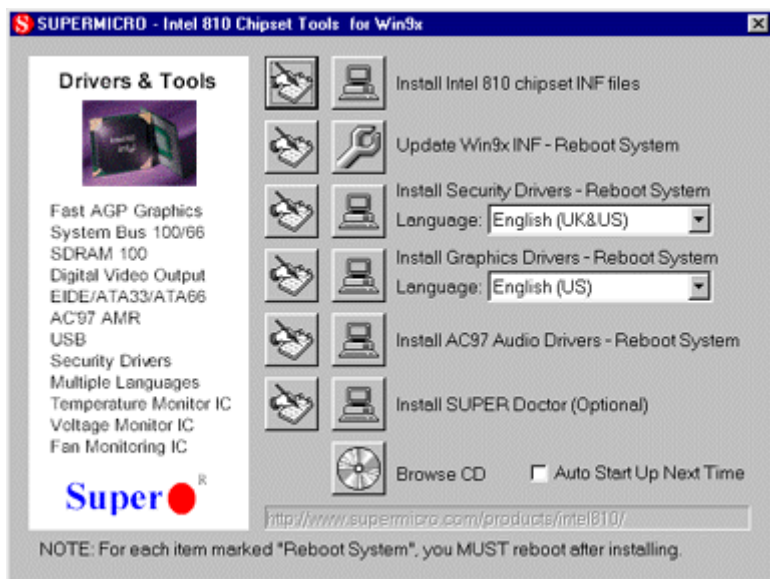 SUPERMICRO - Intel 810 Chipset Tools for Win9x
Drivers & Tools
Fast AGP Graphics
System Bus 100/66
SDRAM 100
Digital Video Output
EIDE/ATA33/ATA66
AC'97 AMR
USB
Security Drivers
Multiple Languages
Temperature Monitor IC
Voltage Monitor IC
Fan Monitoring IC
Super
Install Intel 810 chipset INF files
Update Win9x INF - Reboot System
Install Security Drivers - Reboot System
Language: English (UK&US)
Install Graphics Drivers - Reboot System
Language: English (US)
Install AC97 Audio Drivers - Reboot System
Install SUPER Doctor (Optional)
Browse CD Auto Start Up Next Time
http://www.supermicro.com/products/intel810/
NOTE: For each item marked "Reboot System", you MUST reboot after installing.